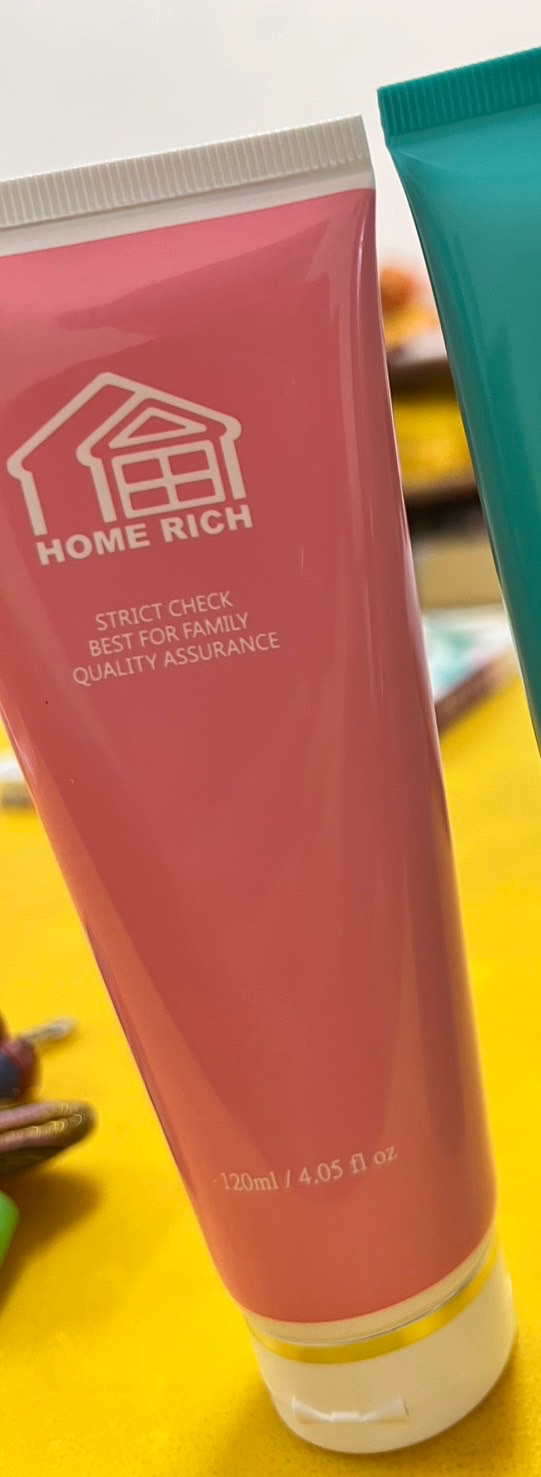 HOME RICH
STRICT CHECK
BEST FOR FAMILY
QUALITY ASSURANCE
120ml / 4.05 fl oz